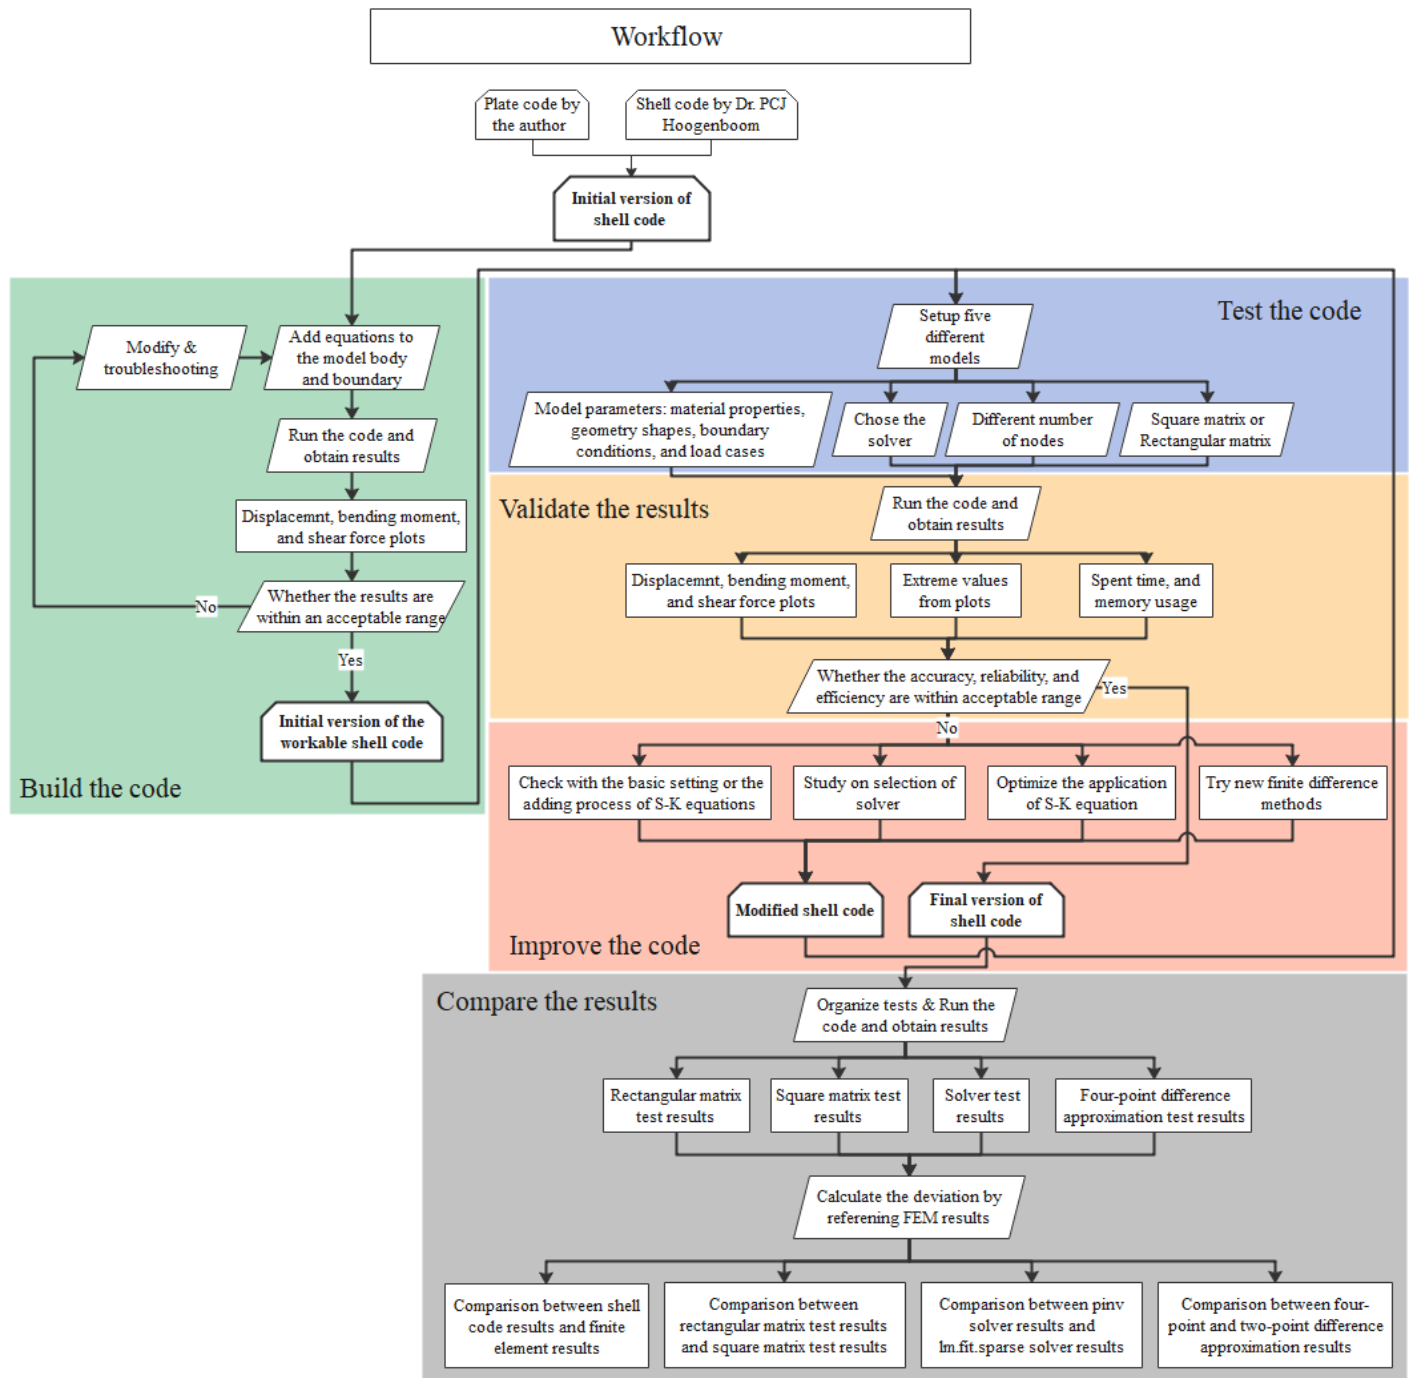 Workflow
Plate code by
the author
Shell code by Dr. PCJ
Hoogenboom
Initial version of
shell code
Modify &
troubleshooting
Add equations to
the model body
and boundary
Run the code and
obtain results
Displacemnt, bending moment,
and shear force plots
Whether the results are
within an acceptable range
No
Yes
Initial version of the
workable shell code
Build the code
Test the code
Setup five
different
models
Model parameters: material properties,
geometry shapes, boundary
conditions, and load cases
Chose the
solver
Different number
of nodes
Square matrix or
Rectangular matrix
Validate the results
Run the code and
obtain results
Displacemnt, bending moment,
and shear force plots
Extreme values
from plots
Spent time, and
memory usage
Whether the accuracy, reliability, and
efficiency are within acceptable range
Yes
No
Check with the basic setting or the
adding process of S-K equations
Study on selection of
solver
Optimize the application
of S-K equation
Try new finite difference
methods
Modified shell code
Final version of
shell code
Improve the code
Compare the results
Organize tests & Run the
code and obtain results
Rectangular matrix
test results
Square matrix test
results
Solver test
results
Four-point difference
approximation test results
Calculate the deviation by
referening FEM results
Comparison between shell
code results and finite
element results
Comparison between
rectangular matrix test results
and square matrix test results
Comparison between pinv
solver results and
lm.fit.sparse solver results
Comparison between four-
point and two-point difference
approximation results